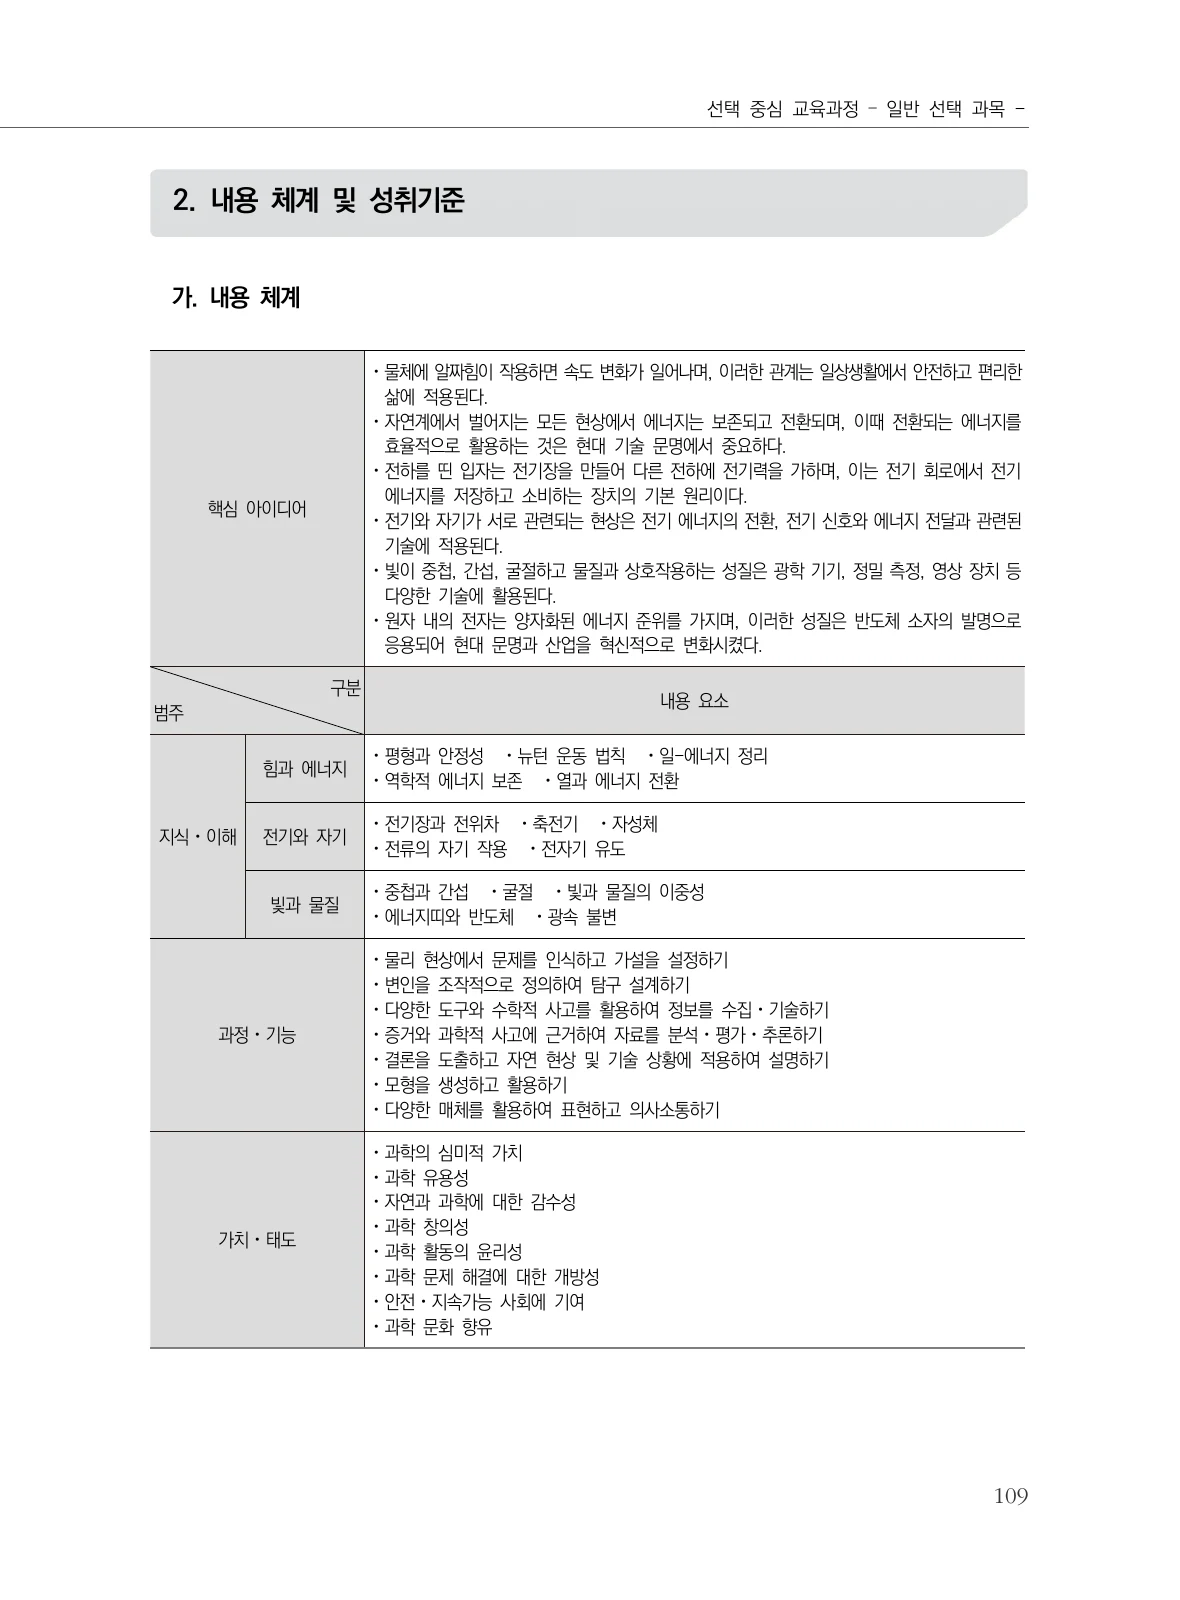 선택 중심 교육과정 - 일반 선택 과목 -
2. 내용 체계 및 성취기준
가. 내용 체계
핵심 아이디어
・물체에 알짜힘이 작용하면 속도 변화가 일어나며, 이러한 관계는 일상생활에서 안전하고 편리한
삶에 적용된다.
・자연계에서 벌어지는 모든 현상에서 에너지는 보존되고 전환되며, 이때 전환되는 에너지를
효율적으로 활용하는 것은 현대 기술 문명에서 중요하다.
・전하를 띤 입자는 전기장을 만들어 다른 전하에 전기력을 가하며, 이는 전기 회로에서 전기
에너지를 저장하고 소비하는 장치의 기본 원리이다.
・전기와 자기가 서로 관련되는 현상은 전기 에너지의 전환, 전기 신호와 에너지 전달과 관련된
기술에 적용된다.
・빛이 중첩, 간섭, 굴절하고 물질과 상호작용하는 성질은 광학 기기, 정밀 측정, 영상 장치 등
다양한 기술에 활용된다.
・원자 내의 전자는 양자화된 에너지 준위를 가지며, 이러한 성질은 반도체 소자의 발명으로
응용되어 현대 문명과 산업을 혁신적으로 변화시켰다.
구분
범주
내용 요소
지식・이해
힘과 에너지
・평형과 안정성 ・뉴턴 운동 법칙 ・일-에너지 정리
・역학적 에너지 보존 ・열과 에너지 전환
전기와 자기
・전기장과 전위차 ・축전기 ・자성체
・전류의 자기 작용 ・전자기 유도
빛과 물질
・중첩과 간섭 ・굴절 ・빛과 물질의 이중성
・에너지띠와 반도체 ・광속 불변
과정・기능
・물리 현상에서 문제를 인식하고 가설을 설정하기
・변인을 조작적으로 정의하여 탐구 설계하기
・다양한 도구와 수학적 사고를 활용하여 정보를 수집・기술하기
・증거와 과학적 사고에 근거하여 자료를 분석・평가・추론하기
・결론을 도출하고 자연 현상 및 기술 상황에 적용하여 설명하기
・모형을 생성하고 활용하기
・다양한 매체를 활용하여 표현하고 의사소통하기
가치・태도
・과학의 심미적 가치
・과학 유용성
・자연과 과학에 대한 감수성
・과학 창의성
・과학 활동의 윤리성
・과학 문제 해결에 대한 개방성
・안전・지속가능 사회에 기여
・과학 문화 향유
109